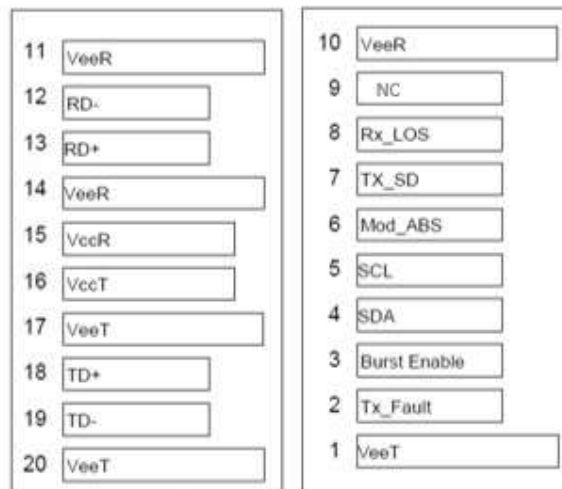 11 VeeR
12 RD-
13 RD+
14 VeeR
15 VccR
16 VccT
17 VeeT
18 TD+
19 TD-
20 VeeT
10 VeeR
9 NC
8 Rx_LOS
7 TX_SD
6 Mod_ABS
5 SCL
4 SDA
3 Burst Enable
2 Tx_Fault
1 VeeT